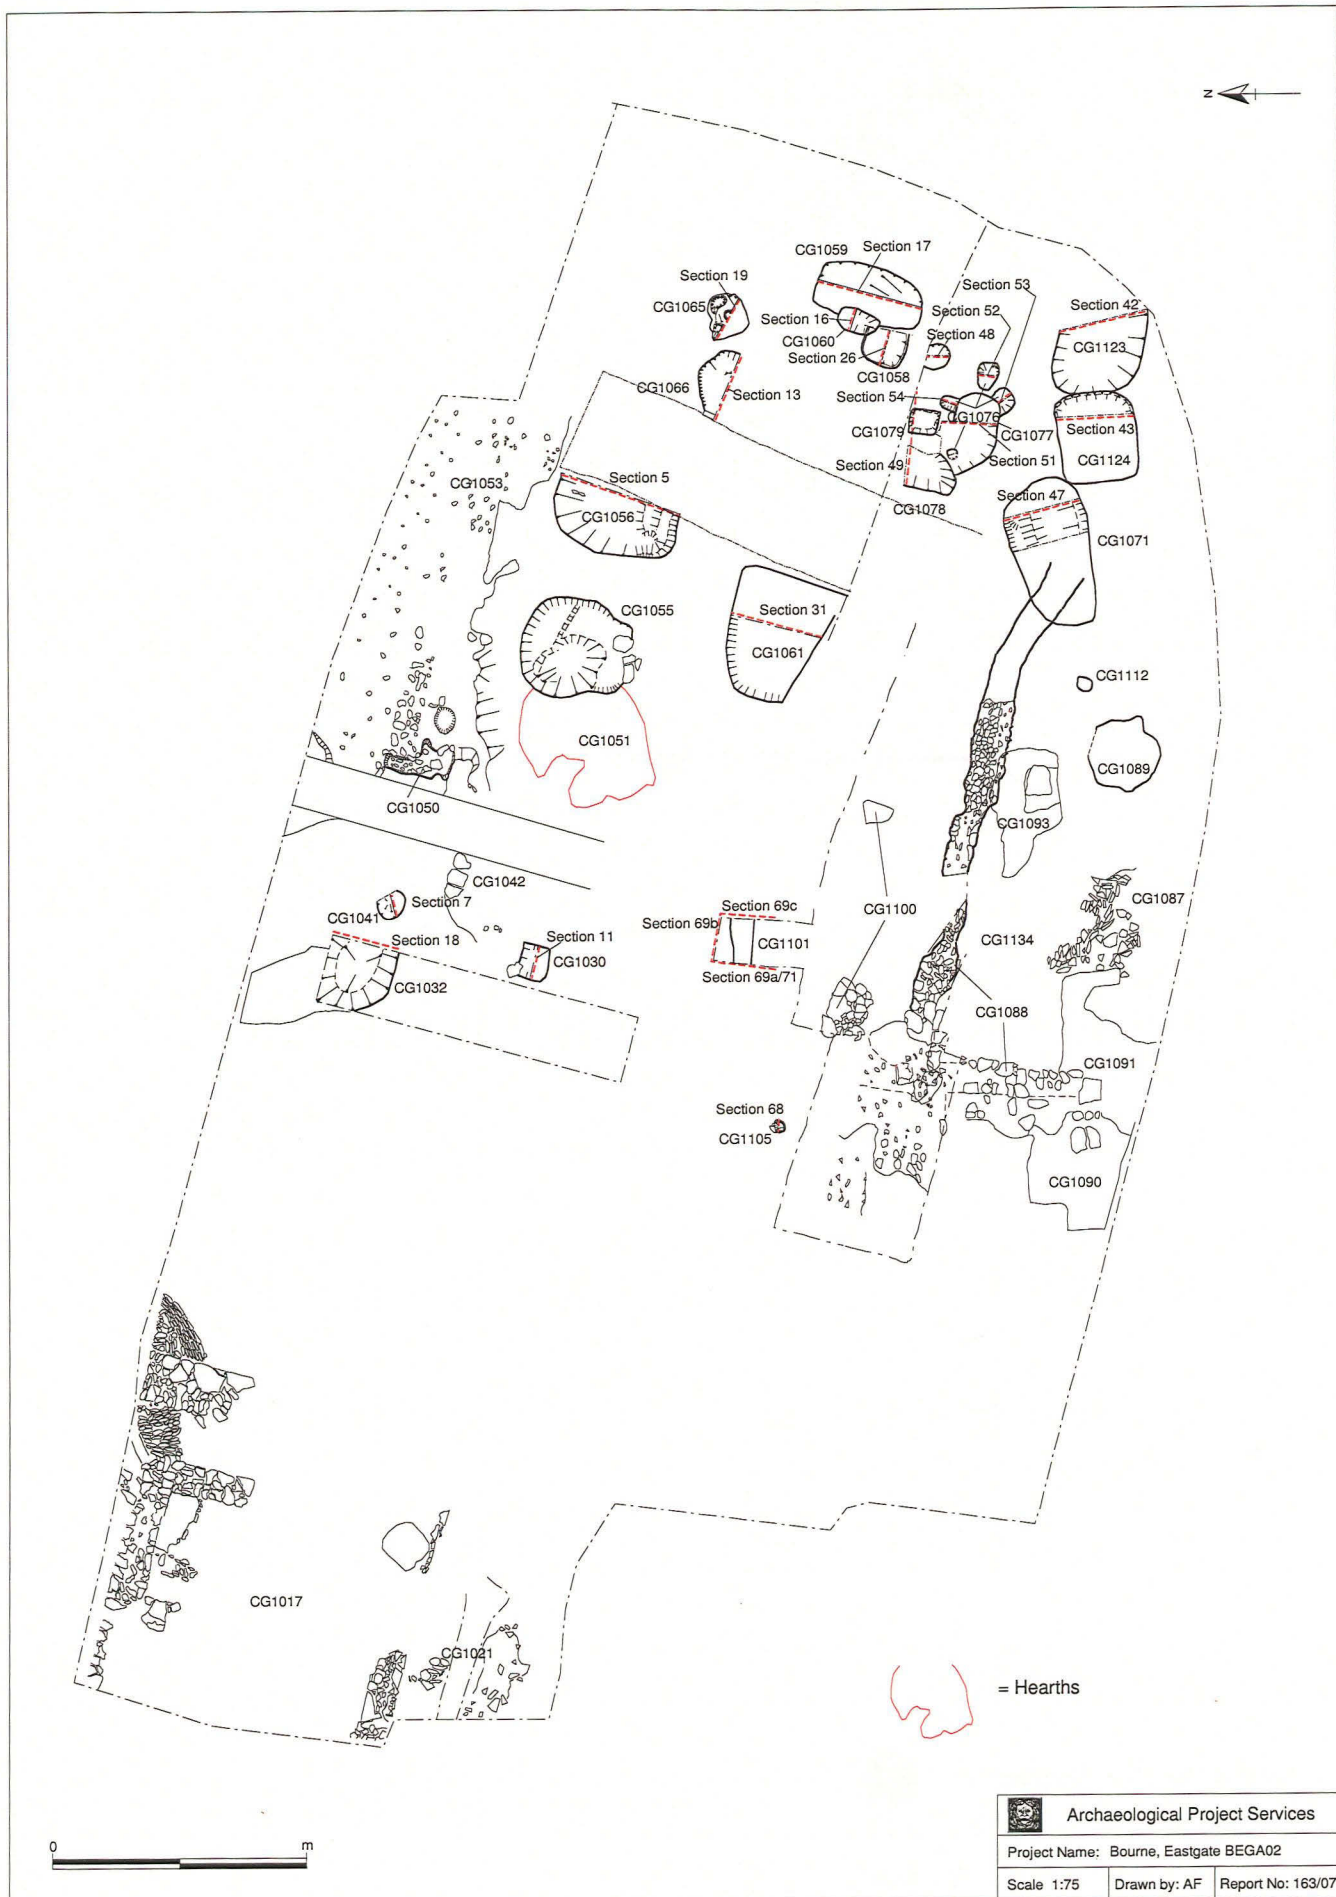 N
CG1059 Section 17
Section 19
Section 53
CG1065
Section 52
Section 42
Section 16
Section 48
CG1060
CG1123
Section 26
CG1058
CG1066
Section 13
Section 54
CG1076
CG1079
CG1077
Section 43
Section 51
CG1124
Section 49
CG1053
Section 5
Section 47
CG1078
CG1056
CG1071
CG1055
Section 31
CG1061
CG1112
CG1051
CG1089
CG1050
CG1093
CG1042
CG1087
Section 7
CG1041
Section 69c
CG1100
Section 69b
Section 18
Section 11
CG1101
CG1134
CG1030
Section 69a/71
CG1032
CG1088
CG1091
Section 68
CG1105
CG1090
CG1017
CG1021
= Hearths
0 m
Archaeological Project Services
Project Name: Bourne, Eastgate BEGA02
Scale 1:75 Drawn by: AF Report No: 163/07